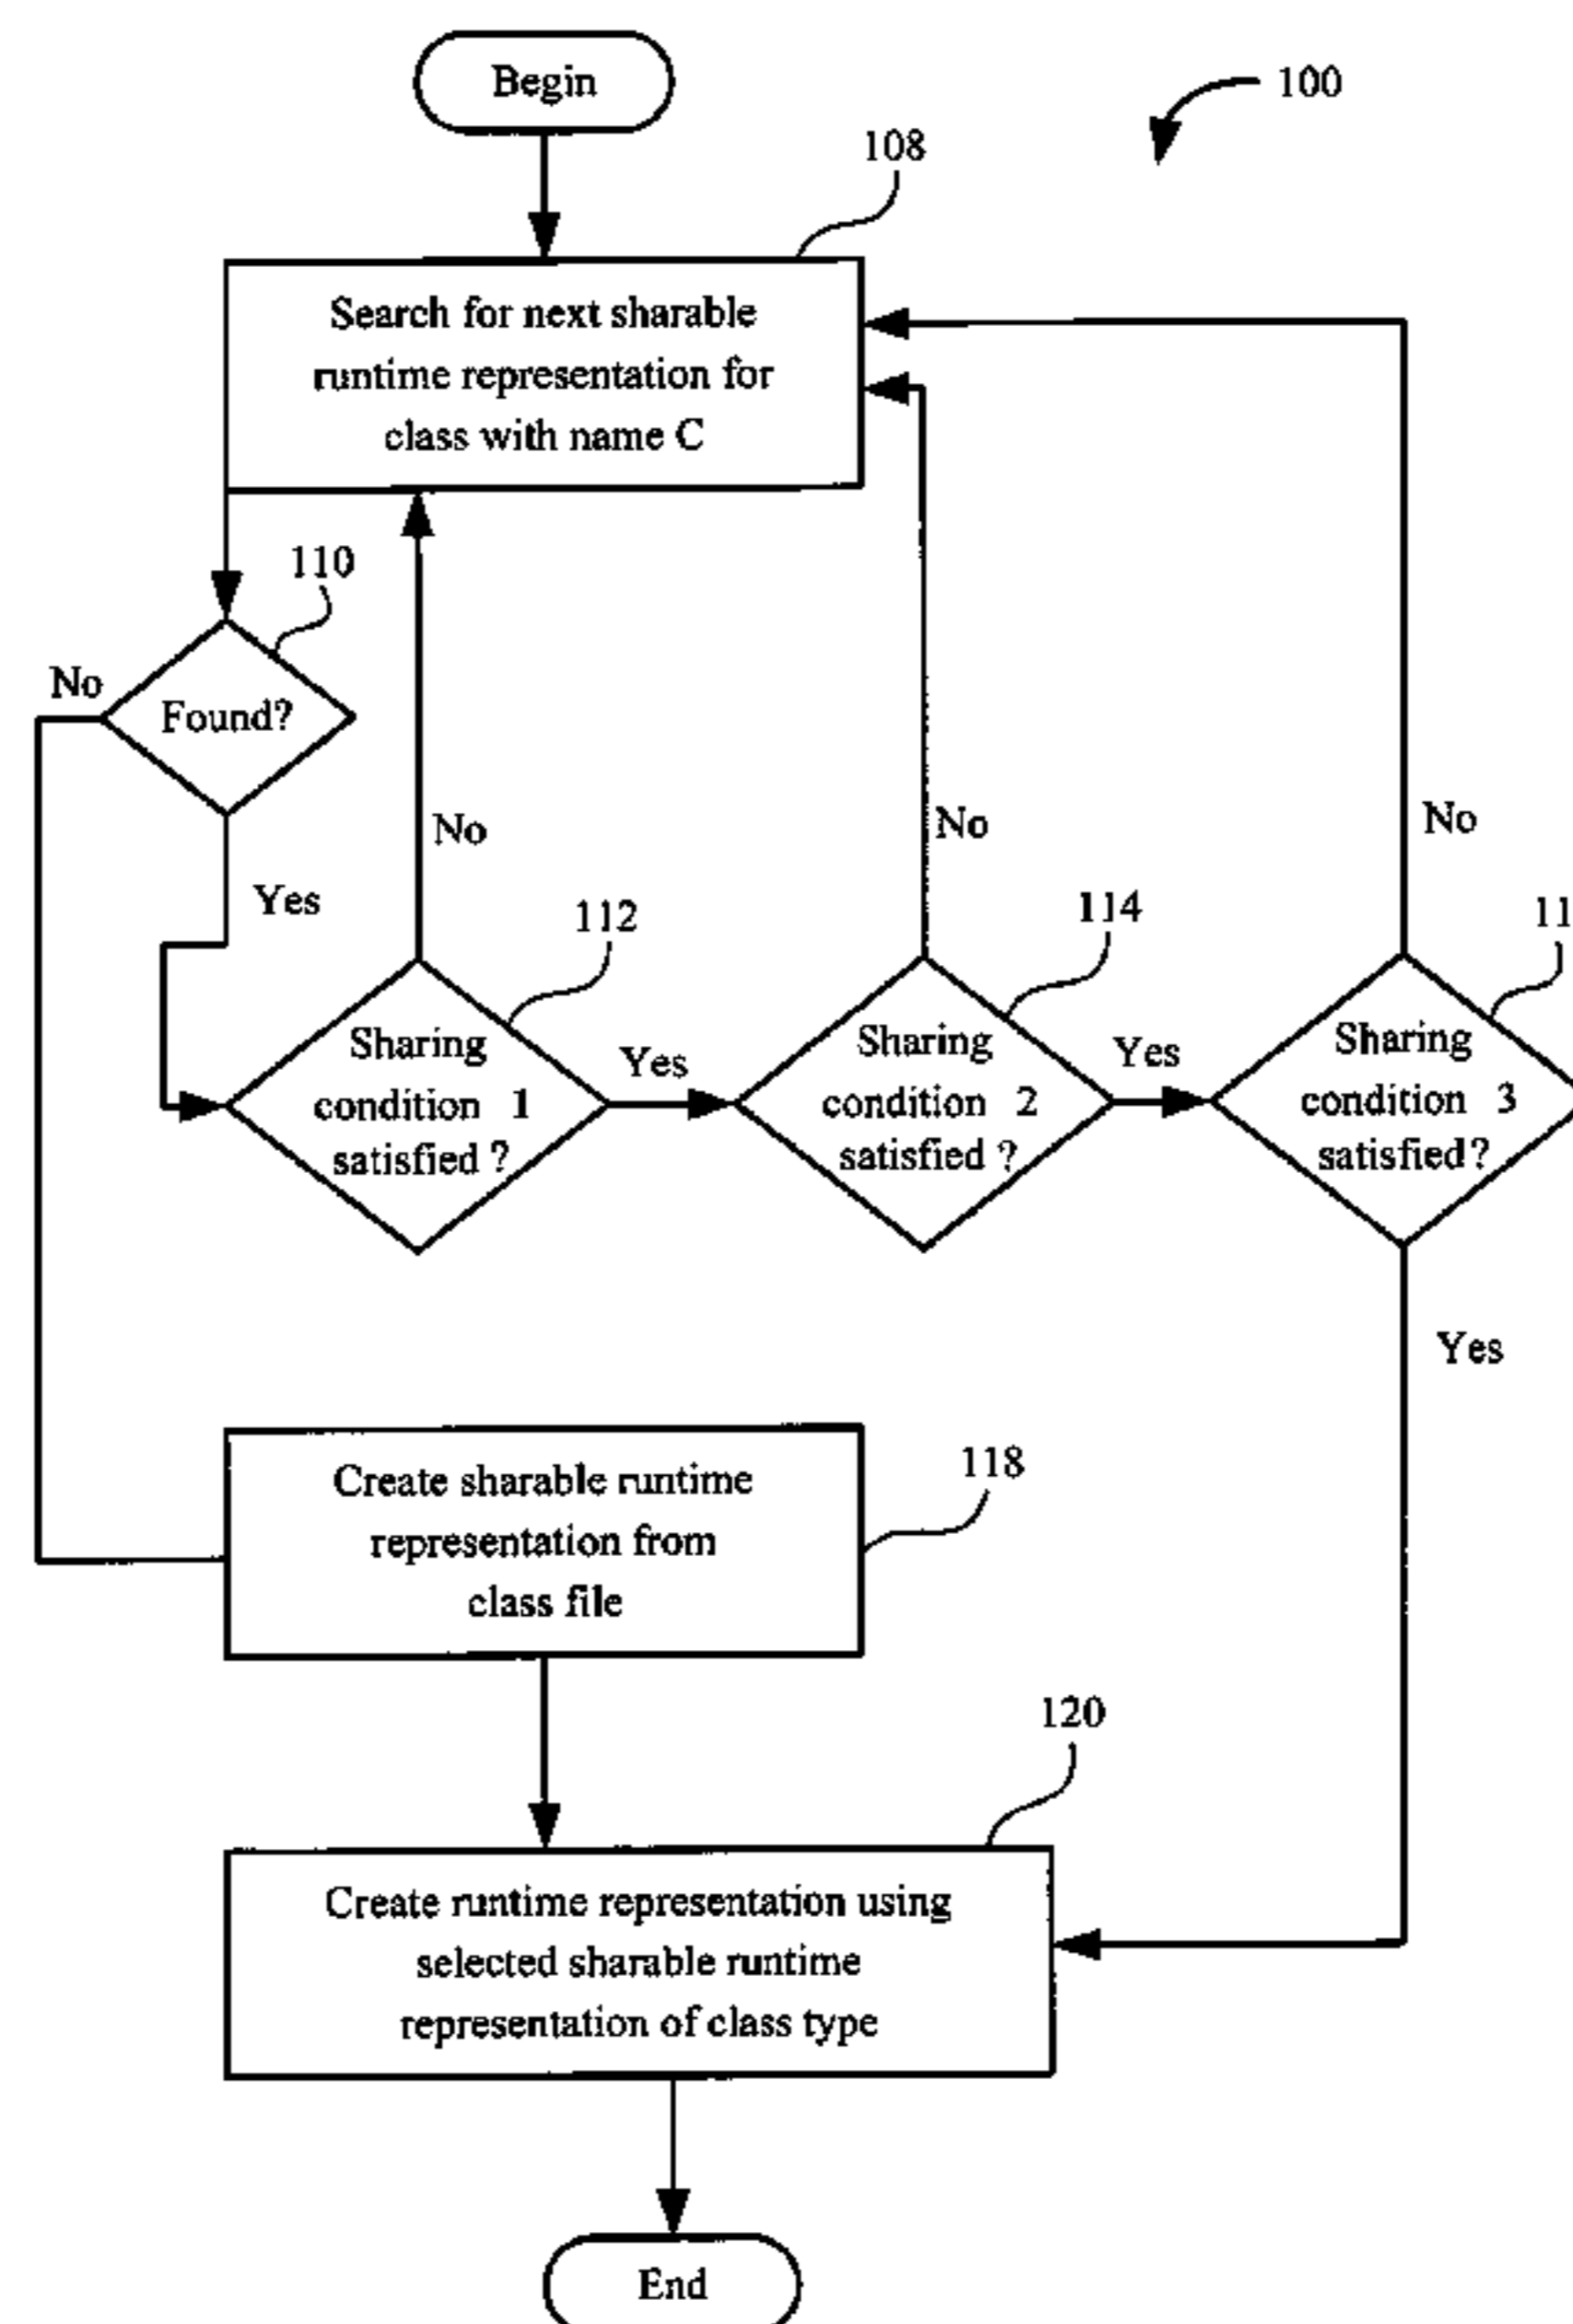 Begin
100
108
Search for next sharable
runtime representation for
class with name C
110
No
Found?
No
No
No
Yes
112
114
11
Sharing
condition 1
satisfied ?
Yes
Sharing
condition 2
satisfied ?
Yes
Sharing
condition 3
satisfied?
Yes
Create sharable runtime
representation from
class file
118
120
Create runtime representation using
selected sharable runtime
representation of class type
End